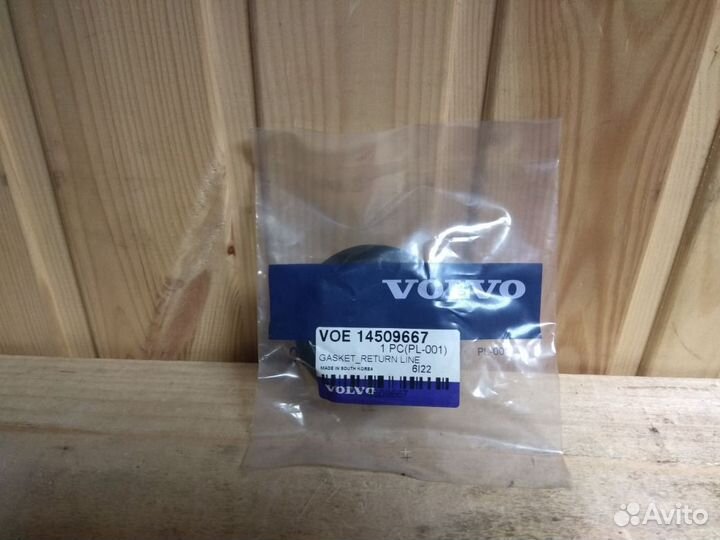 VOLVO
VOE 14509667
1 PC(PL-001)
GASKET_RETURN LINE
MADE IN SOUTH KOREA 6I22
VOLVO
Avito